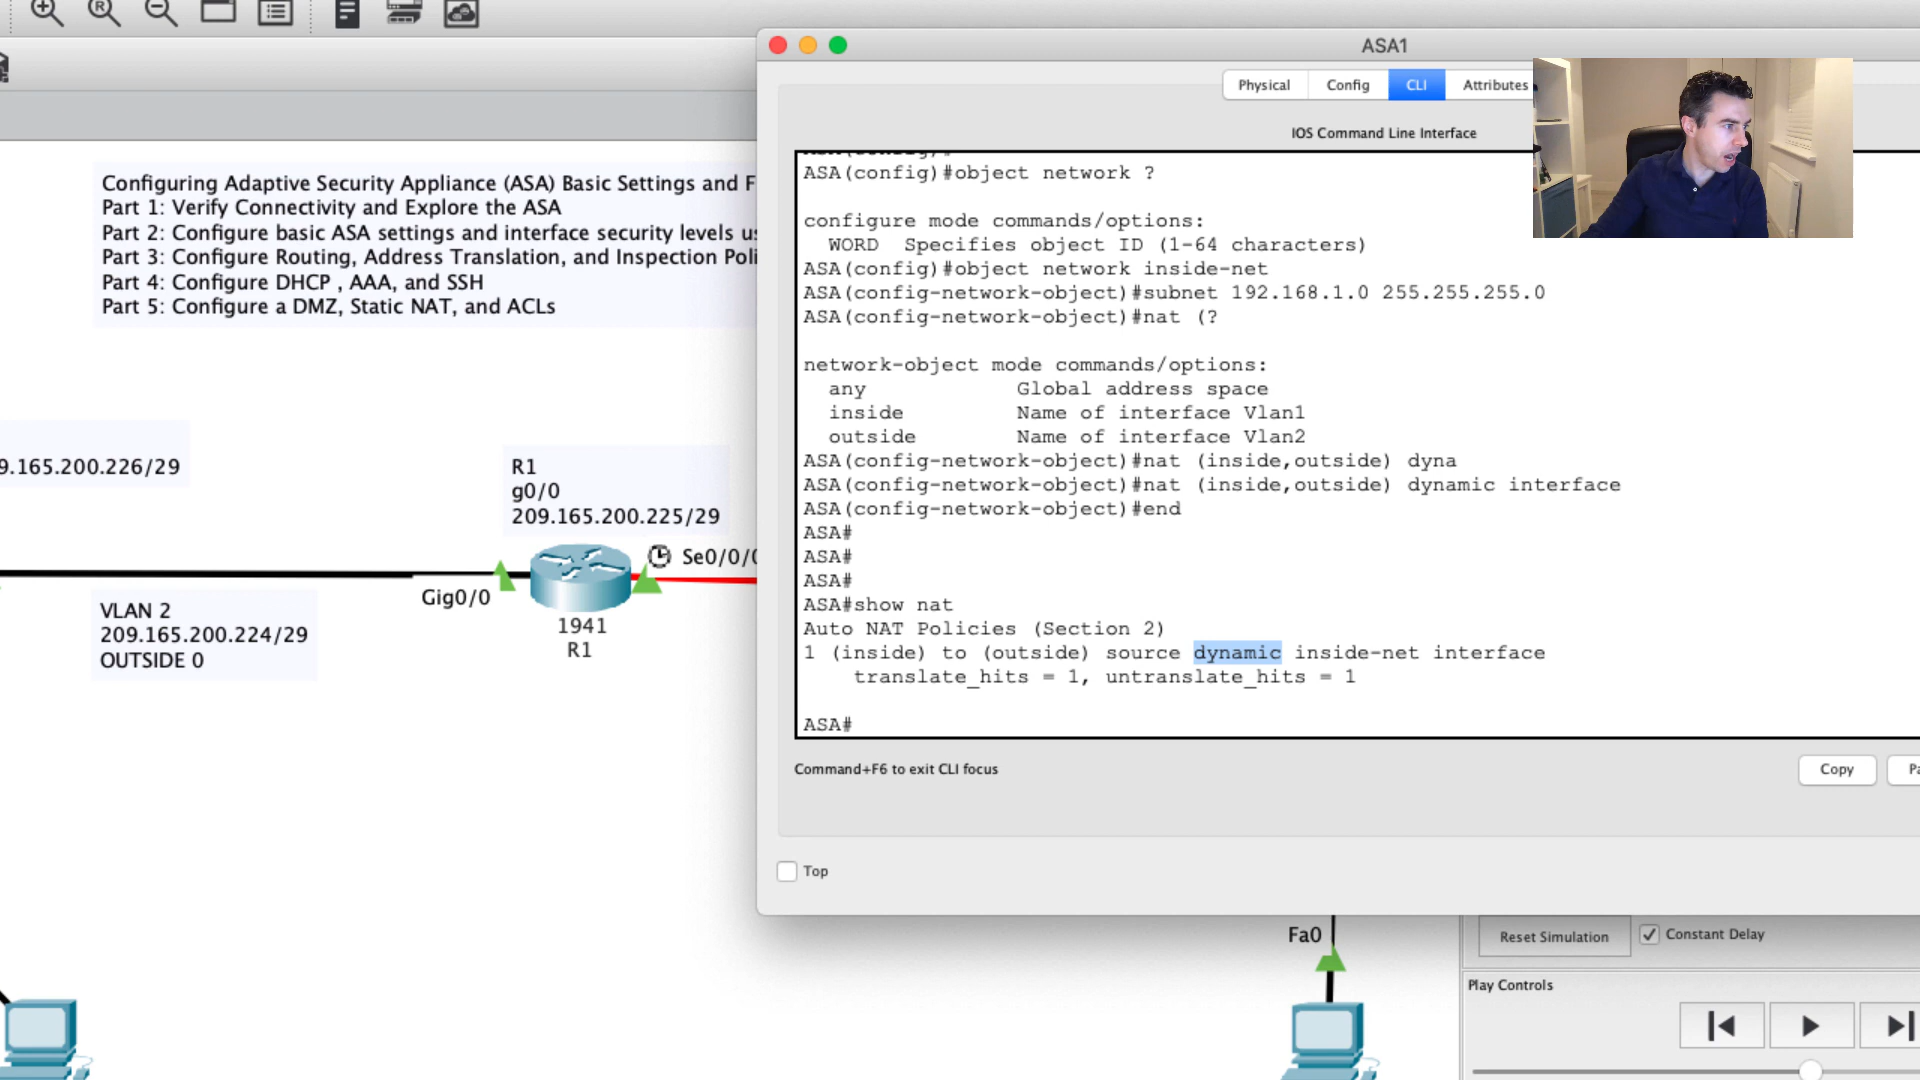 ASA1
Physical Config CLI Attributes
IOS Command Line Interface
Configuring Adaptive Security Appliance (ASA) Basic Settings and F
Part 1: Verify Connectivity and Explore the ASA
Part 2: Configure basic ASA settings and interface security levels u
Part 3: Configure Routing, Address Translation, and Inspection Poli
Part 4: Configure DHCP , AAA, and SSH
Part 5: Configure a DMZ, Static NAT, and ACLs
9.165.200.226/29
R1
g0/0
209.165.200.225/29
Se0/0/0
Gig0/0
1941
R1
VLAN 2
209.165.200.224/29
OUTSIDE 0
ASA(config)#object network ?
configure mode commands/options:
WORD Specifies object ID (1-64 characters)
ASA(config)#object network inside-net
ASA(config-network-object)#subnet 192.168.1.0 255.255.255.0
ASA(config-network-object)#nat (?
network-object mode commands/options:
any Global address space
inside Name of interface Vlan1
outside Name of interface Vlan2
ASA(config-network-object)#nat (inside,outside) dyna
ASA(config-network-object)#nat (inside,outside) dynamic interface
ASA(config-network-object)#end
ASA#
ASA#
ASA#
ASA#show nat
Auto NAT Policies (Section 2)
1 (inside) to (outside) source dynamic inside-net interface
translate_hits = 1, untranslate_hits = 1
ASA#
Command+F6 to exit CLI focus
Copy Pa
Top
Fa0
Reset Simulation Constant Delay
Play Controls